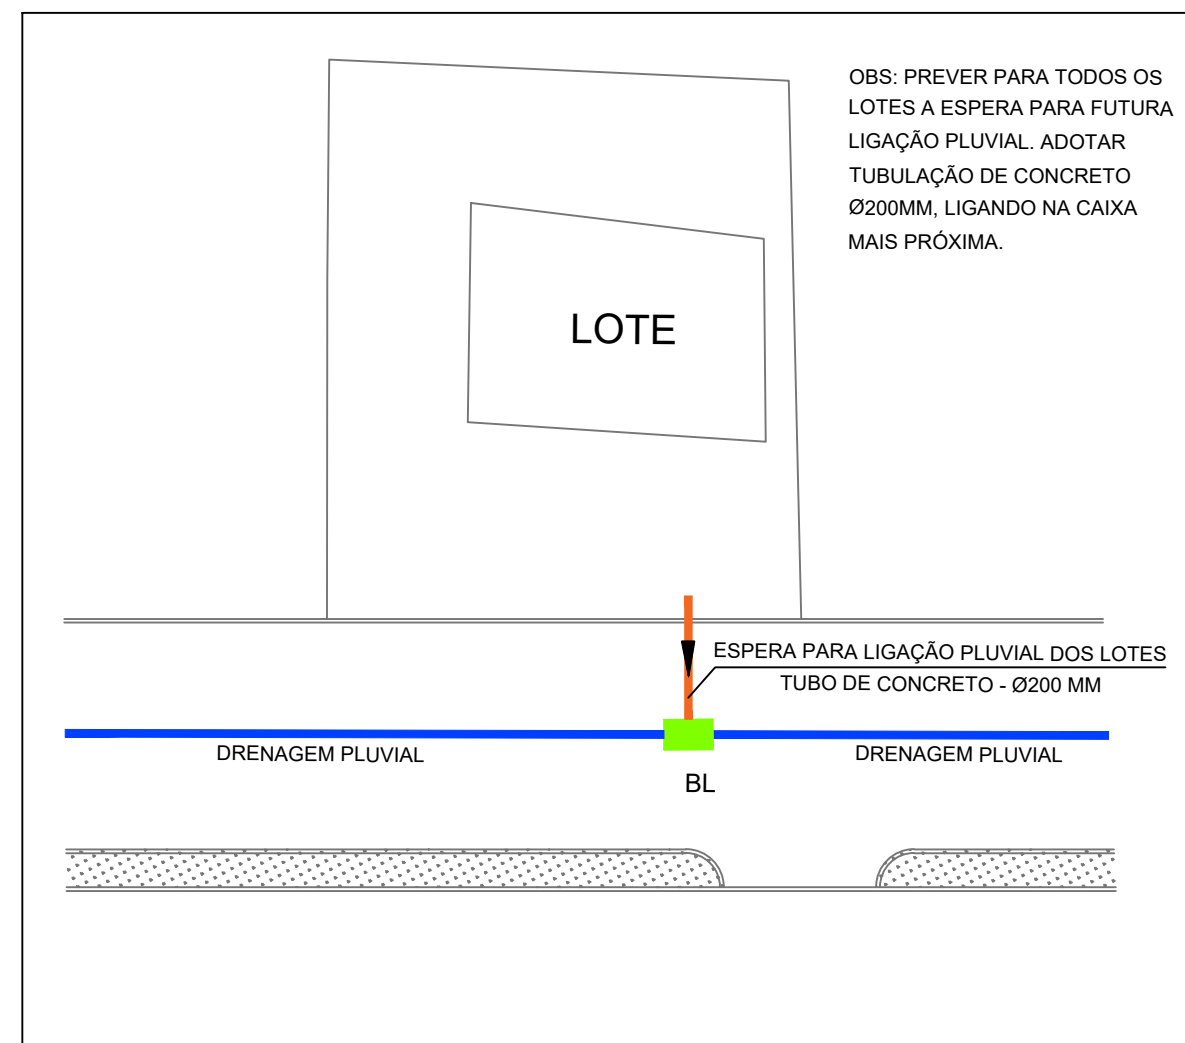 OBS: PREVER PARA TODOS OS
LOTES A ESPERA PARA FUTURA
LIGAÇÃO PLUVIAL. ADOTAR
TUBULAÇÃO DE CONCRETO
Ø200MM, LIGANDO NA CAIXA
MAIS PRÓXIMA.
LOTE
ESPERA PARA LIGAÇÃO PLUVIAL DOS LOTES
TUBO DE CONCRETO - Ø200 MM
DRENAGEM PLUVIAL
DRENAGEM PLUVIAL
BL